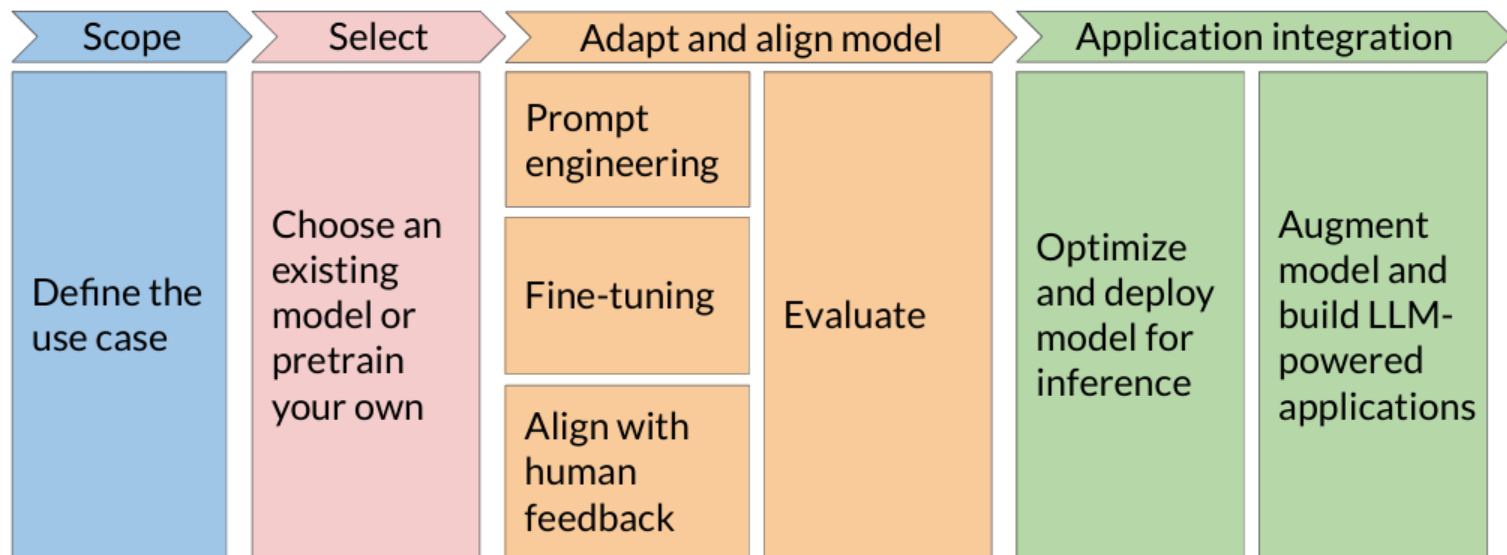 Scope
Select
Adapt and align model
Application integration
Define the
use case
Choose an
existing
model or
pretrain
your own
Prompt
engineering
Fine-tuning
Align with
human
feedback
Evaluate
Optimize
and deploy
model for
inference
Augment
model and
build LLM-
powered
applications